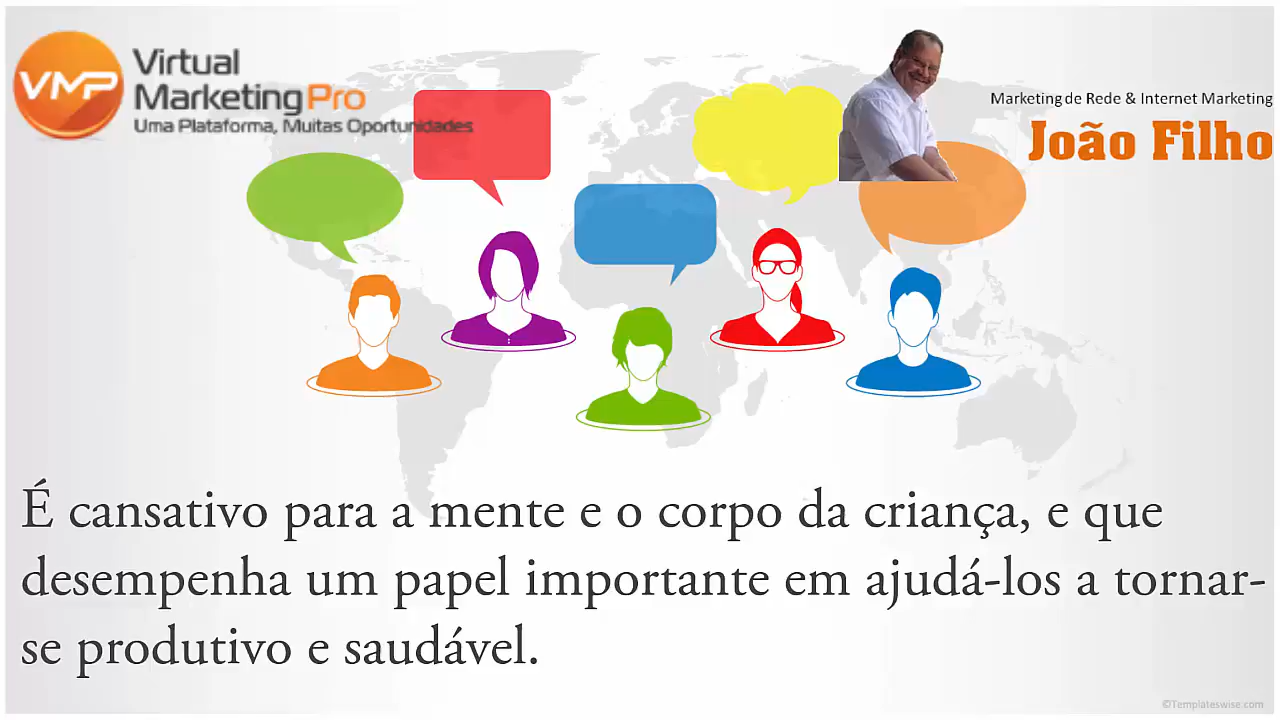 VMP
Virtual
MarketingPro
Uma Plataforma, Muitas Oportunidades
Marketing de Rede & Internet Marketing
João Filho
É cansativo para a mente e o corpo da criança, e que
desempenha um papel importante em ajudá-los a tornar-
se produtivo e saudável.
©Templateswise.com